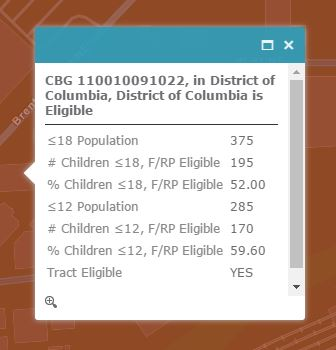 CBG 110010091022, in District of
Columbia, District of Columbia is
Eligible
≤18 Population 375
# Children ≤18, F/RP Eligible 195
% Children ≤18, F/RP Eligible 52.00
≤12 Population 285
# Children ≤12, F/RP Eligible 170
% Children ≤12, F/RP Eligible 59.60
Tract Eligible YES